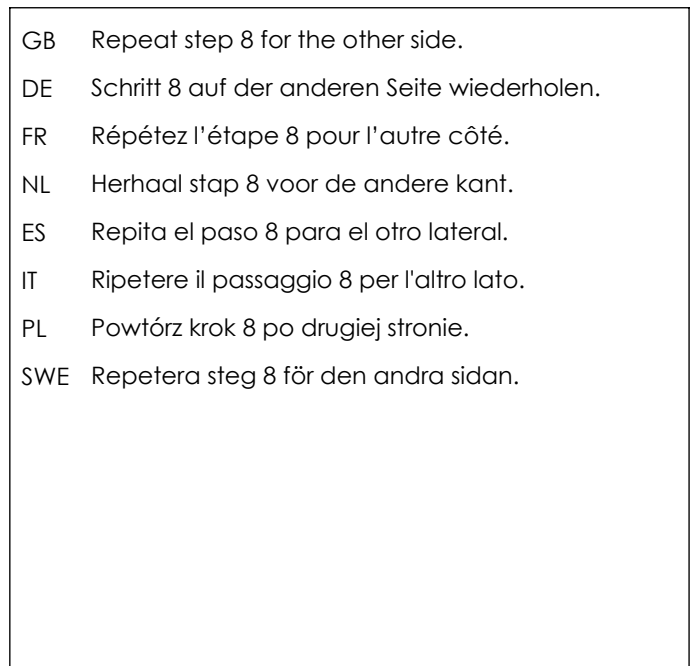 GB Repeat step 8 for the other side.
DE Schritt 8 auf der anderen Seite wiederholen.
FR Répétez l’étape 8 pour l’autre côté.
NL Herhaal stap 8 voor de andere kant.
ES Repita el paso 8 para el otro lateral.
IT Ripetere il passaggio 8 per l'altro lato.
PL Powtórz krok 8 po drugiej stronie.
SWE Repetera steg 8 för den andra sidan.